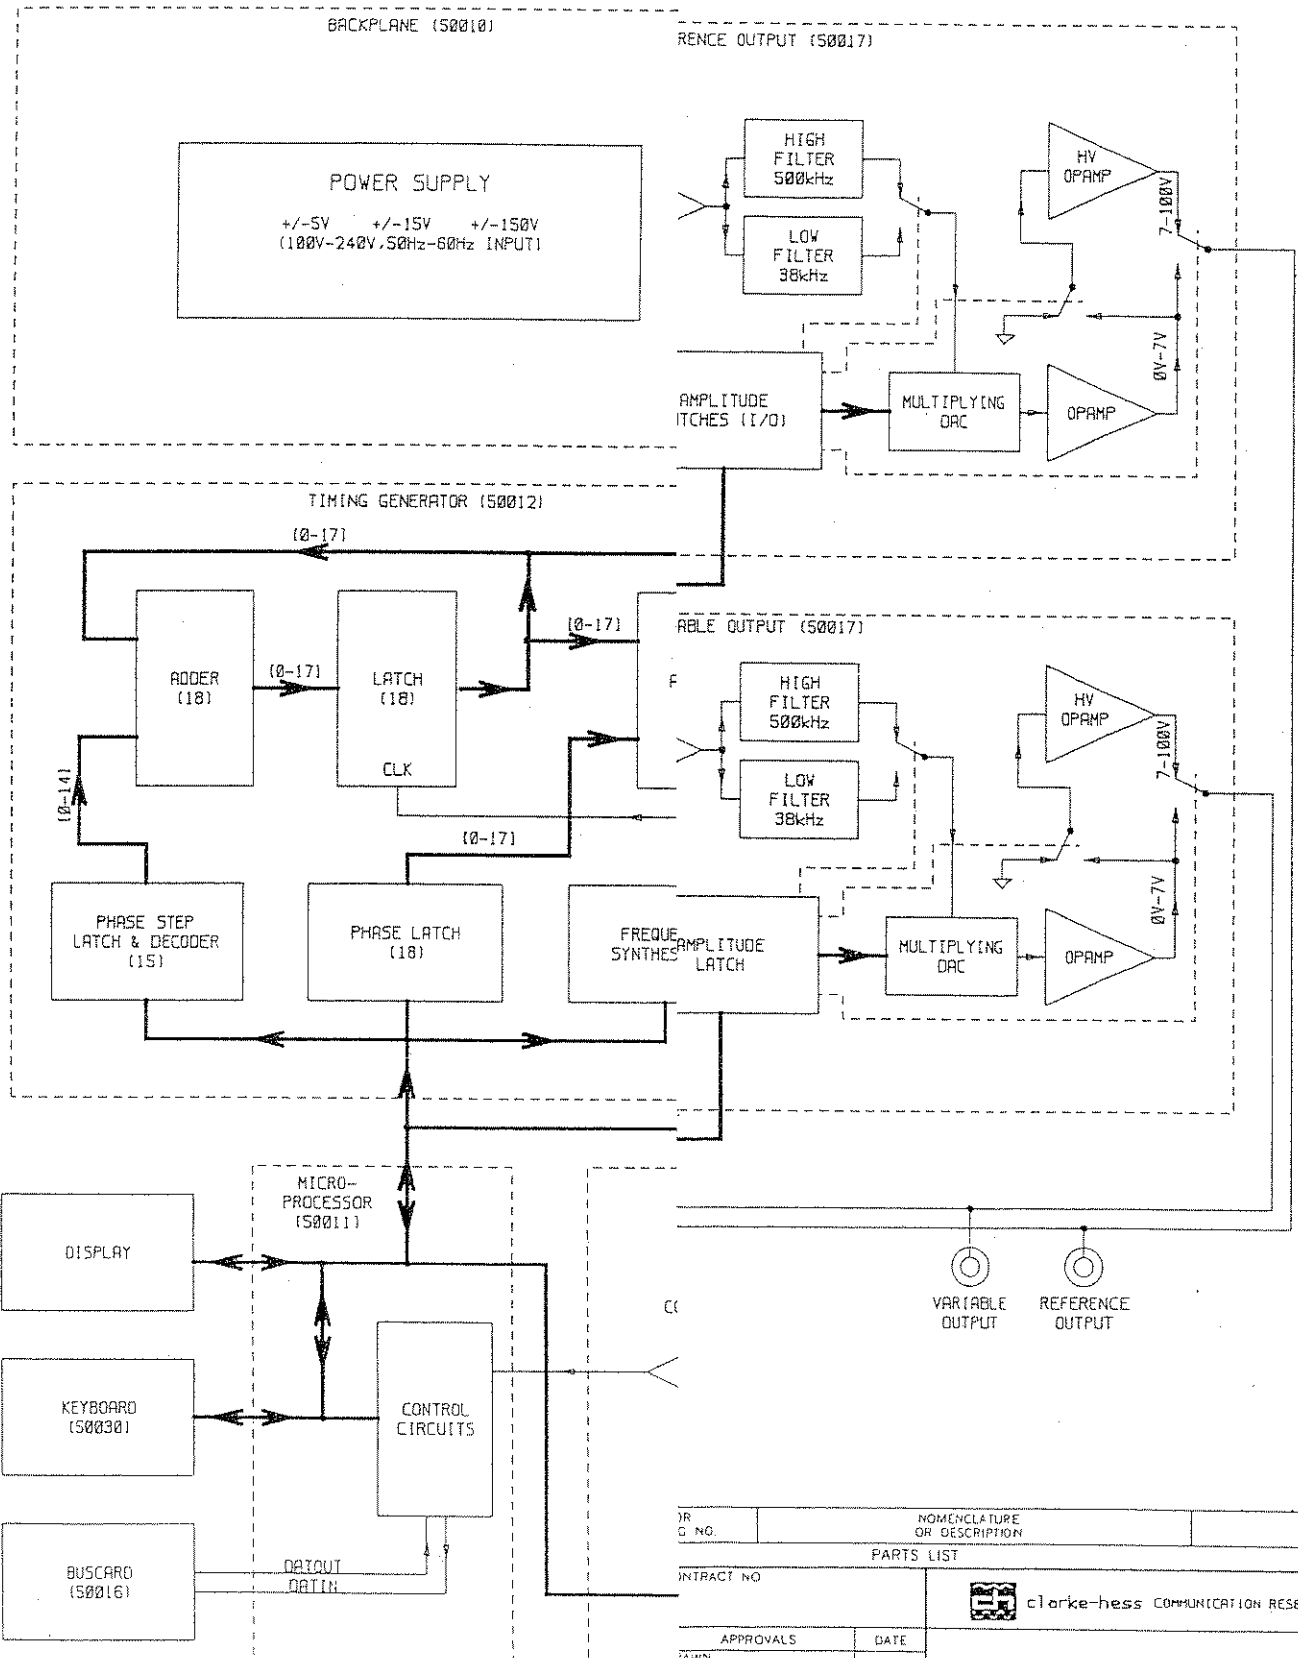 BACKPLANE (50010)
POWER SUPPLY
+/-5V +/-15V +/-150V
(100V-240V,50Hz-60Hz INPUT)
RENCE OUTPUT (50017)
HIGH
FILTER
500kHz
LOW
FILTER
38kHz
HV
OPAMP
7-100V
0V-7V
AMPLITUDE
TCHES (I/O)
MULTIPLYING
DAC
OPAMP
TIMING GENERATOR (50012)
(0-17)
(0-17)
(0-17)
ADDER
(18)
LATCH
(18)
CLK
(0-14)
(0-17)
PHASE STEP
LATCH & DECODER
(15)
PHASE LATCH
(18)
FREQUE
SYNTHES
ABLE OUTPUT (50017)
HIGH
FILTER
500kHz
LOW
FILTER
38kHz
HV
OPAMP
7-100V
0V-7V
AMPLITUDE
LATCH
MULTIPLYING
DAC
OPAMP
MICRO-
PROCESSOR
(50011)
DISPLAY
KEYBOARD
(50030)
BUSCARD
(50016)
CONTROL
CIRCUITS
DATOUT
DATIN
VARIABLE
OUTPUT
REFERENCE
OUTPUT
G NO.
NOMENCLATURE
OR DESCRIPTION
PARTS LIST
ONTRACT NO
clarke-hess COMMUNICATION RESE
APPROVALS
DATE